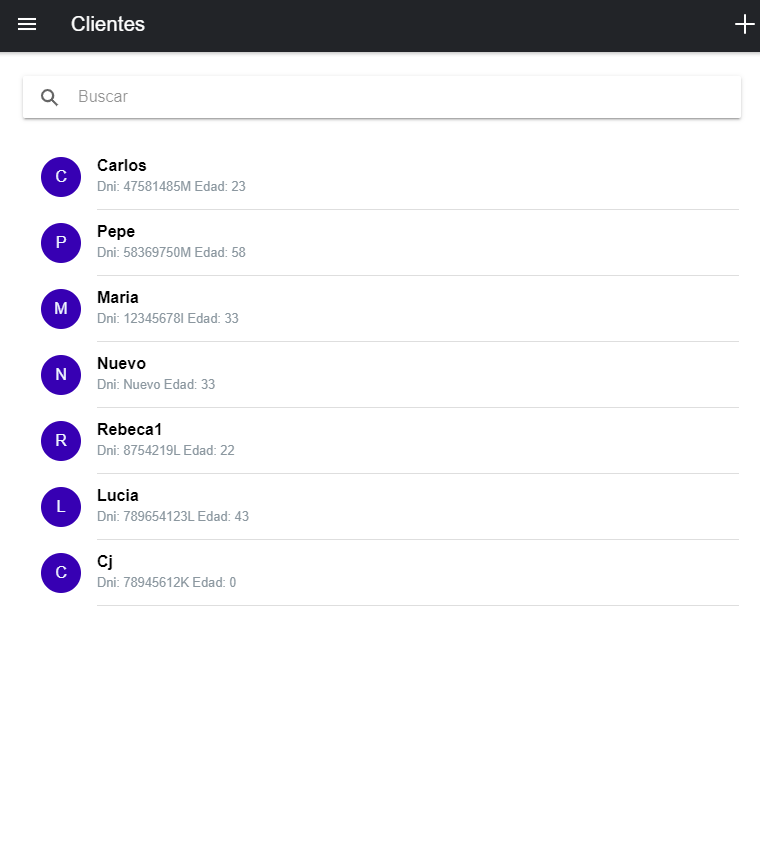 Clientes
Buscar
C
Carlos
Dni: 47581485M Edad: 23
P
Pepe
Dni: 58369750M Edad: 58
M
Maria
Dni: 12345678I Edad: 33
N
Nuevo
Dni: Nuevo Edad: 33
R
Rebeca1
Dni: 8754219L Edad: 22
L
Lucia
Dni: 789654123L Edad: 43
C
Cj
Dni: 78945612K Edad: 0